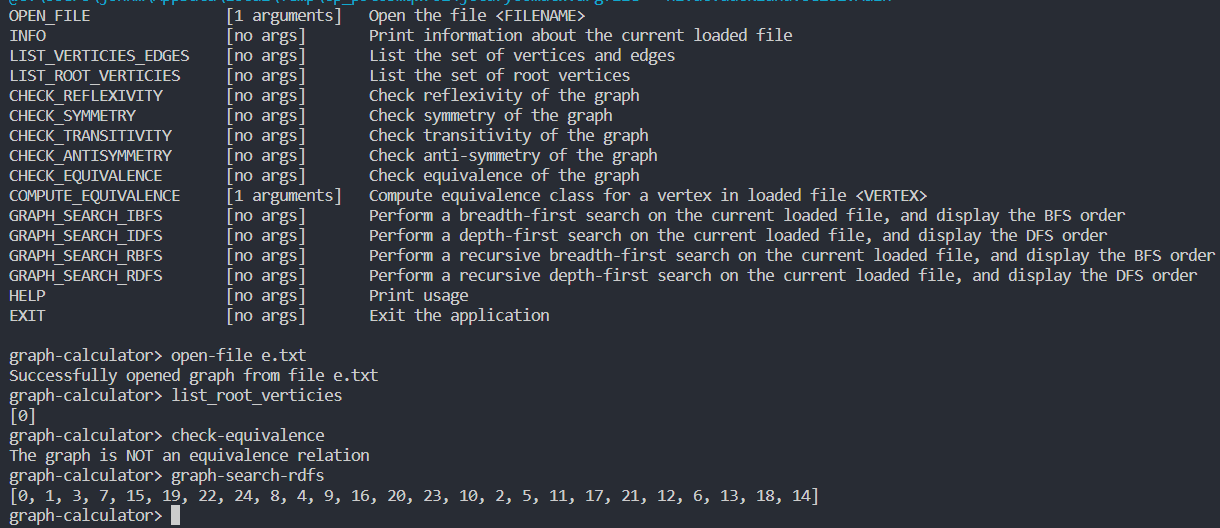 OPEN_FILE [1 arguments] Open the file <FILENAME>
INFO [no args] Print information about the current loaded file
LIST_VERTICIES_EDGES [no args] List the set of vertices and edges
LIST_ROOT_VERTICIES [no args] List the set of root vertices
CHECK_REFLEXIVITY [no args] Check reflexivity of the graph
CHECK_SYMMETRY [no args] Check symmetry of the graph
CHECK_TRANSITIVITY [no args] Check transitivity of the graph
CHECK_ANTISYMMETRY [no args] Check anti-symmetry of the graph
CHECK_EQUIVALENCE [no args] Check equivalence of the graph
COMPUTE_EQUIVALENCE [1 arguments] Compute equivalence class for a vertex in loaded file <VERTEX>
GRAPH_SEARCH_IBFS [no args] Perform a breadth-first search on the current loaded file, and display the BFS order
GRAPH_SEARCH_IDFS [no args] Perform a depth-first search on the current loaded file, and display the DFS order
GRAPH_SEARCH_RBFS [no args] Perform a recursive breadth-first search on the current loaded file, and display the BFS order
GRAPH_SEARCH_RDFS [no args] Perform a recursive depth-first search on the current loaded file, and display the DFS order
HELP [no args] Print usage
EXIT [no args] Exit the application
graph-calculator> open-file e.txt
Successfully opened graph from file e.txt
graph-calculator> list_root_verticies
[0]
graph-calculator> check-equivalence
The graph is NOT an equivalence relation
graph-calculator> graph-search-rdfs
[0, 1, 3, 7, 15, 19, 22, 24, 8, 4, 9, 16, 20, 23, 10, 2, 5, 11, 17, 21, 12, 6, 13, 18, 14]
graph-calculator>